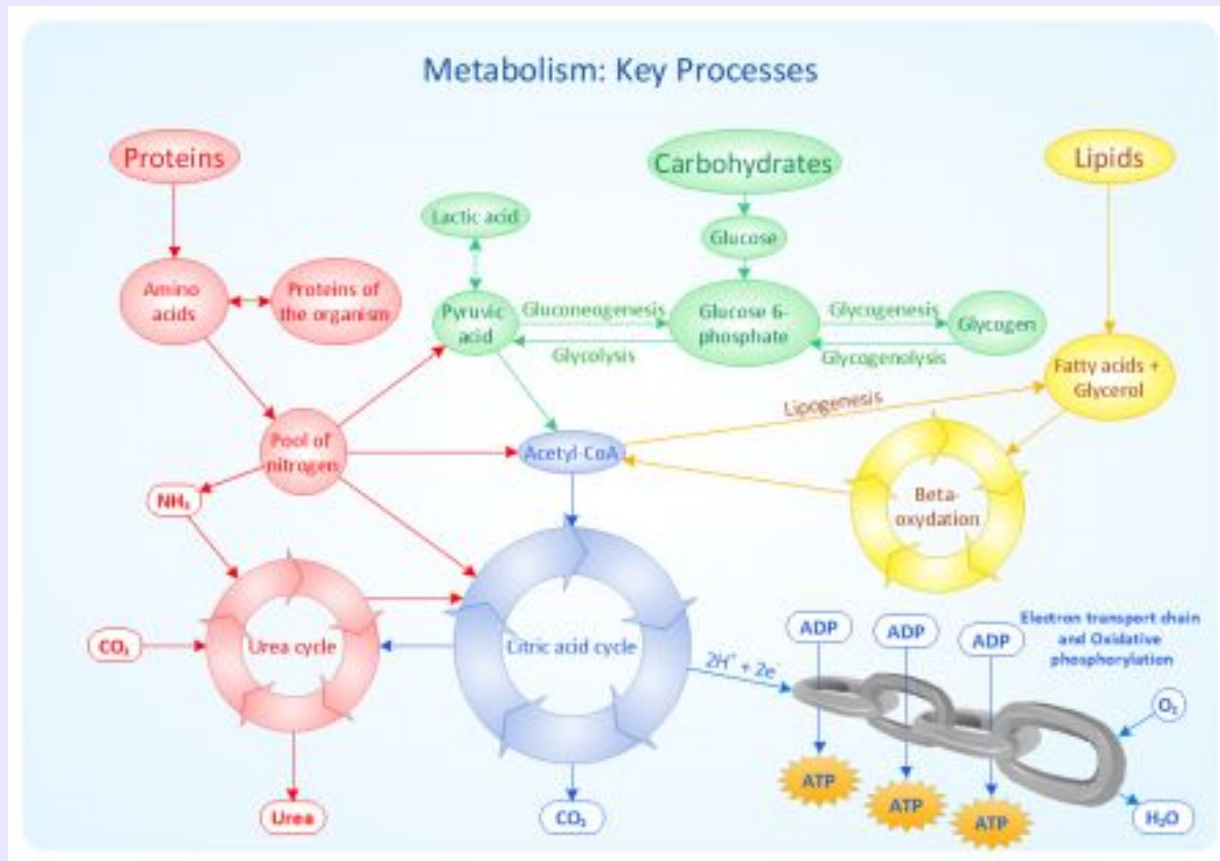 Metabolism: Key Processes
Proteins
Carbohydrates
Lipids
Lactic acid
Glucose
Amino
acids
Proteins of
the organism
Pyruvic
acid
Gluconeogenesis
Glycolysis
Glucose 6-
phosphate
Glycogenesis
Glycogenolysis
Glycogen
Fatty acids +
Glycerol
Lipogenesis
Pool of
nitrogen
Acetyl-CoA
Beta-
oxydation
NH₃
CO₂
Urea cycle
Citric acid cycle
2H⁺ + 2e⁻
ADP
ADP
ADP
Electron transport chain
and Oxidative
phosphorylation
O₂
ATP
ATP
ATP
H₂O
Urea
CO₂